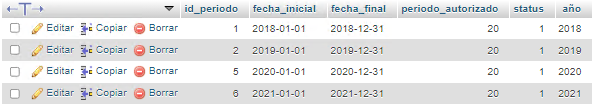 id_periodo fecha_inicial fecha_final periodo_autorizado status año
Editar Copiar Borrar 1 2018-01-01 2018-12-31 20 1 2018
Editar Copiar Borrar 2 2019-01-01 2019-12-31 20 1 2019
Editar Copiar Borrar 5 2020-01-01 2020-12-31 20 1 2020
Editar Copiar Borrar 6 2021-01-01 2021-12-31 20 1 2021